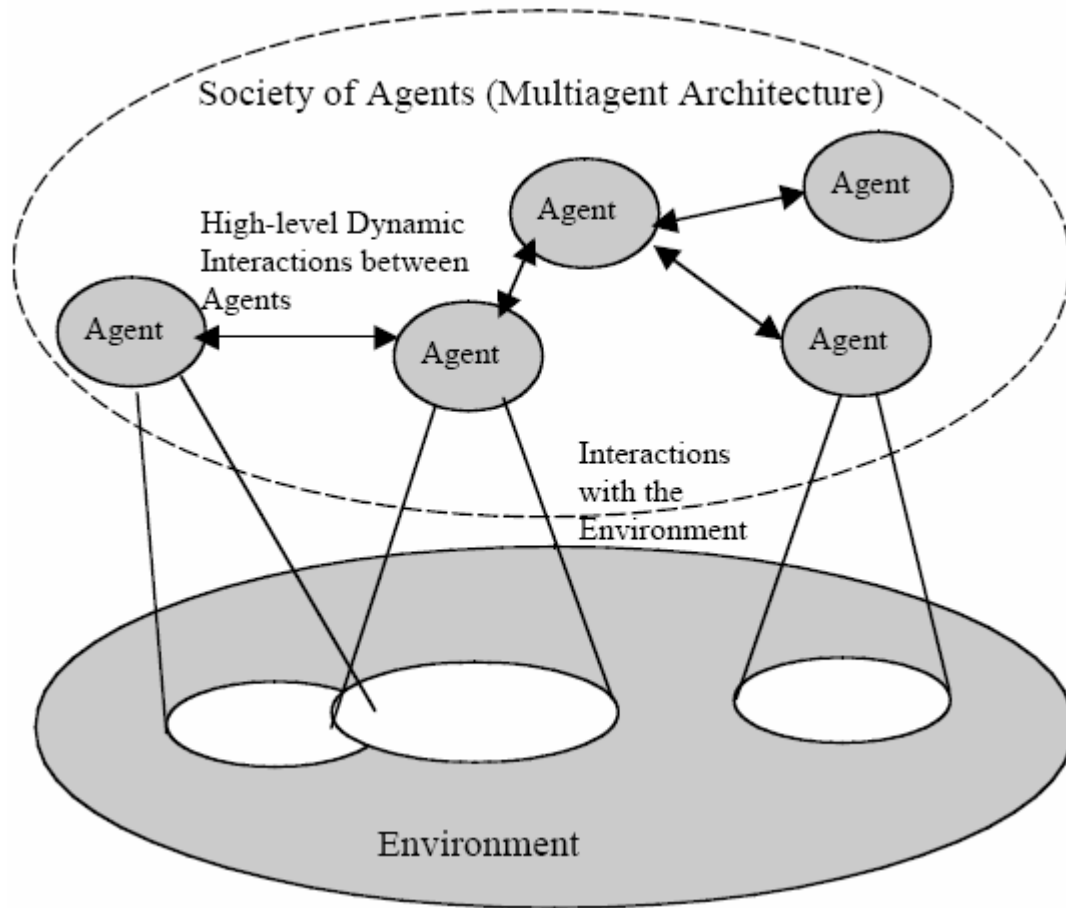 Society of Agents (Multiagent Architecture)
Agent
Agent
High-level Dynamic
Interactions between
Agents
Agent
Agent
Agent
Interactions
with the
Environment
Environment